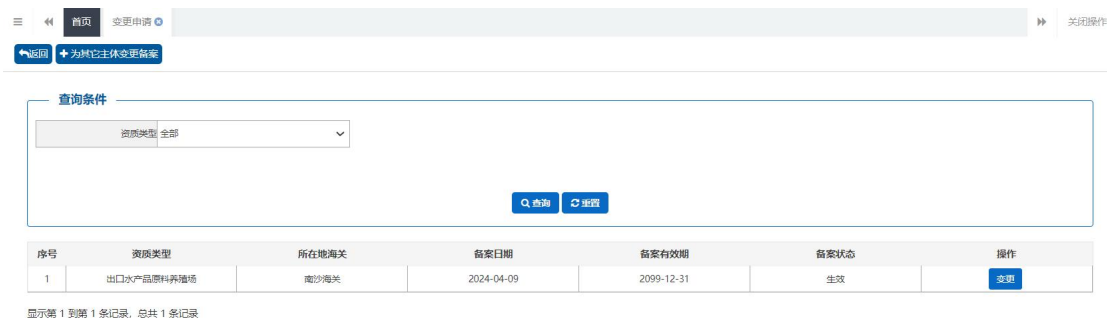 首页 变更申请 关闭操作
返回 为其它主体变更备案
查询条件
资质类型 全部
查询 重置
序号 资质类型 所在地海关 备案日期 备案有效期 备案状态 操作
1 出口水产品原料养殖场 南沙海关 2024-04-09 2099-12-31 生效 变更
显示第 1 到第 1 条记录，总共 1 条记录